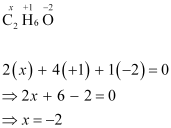 x +1 -2
C₂ H₆ O
2(x)+4(+1)+1(-2)=0
⇒2x+6-2=0
⇒x=-2